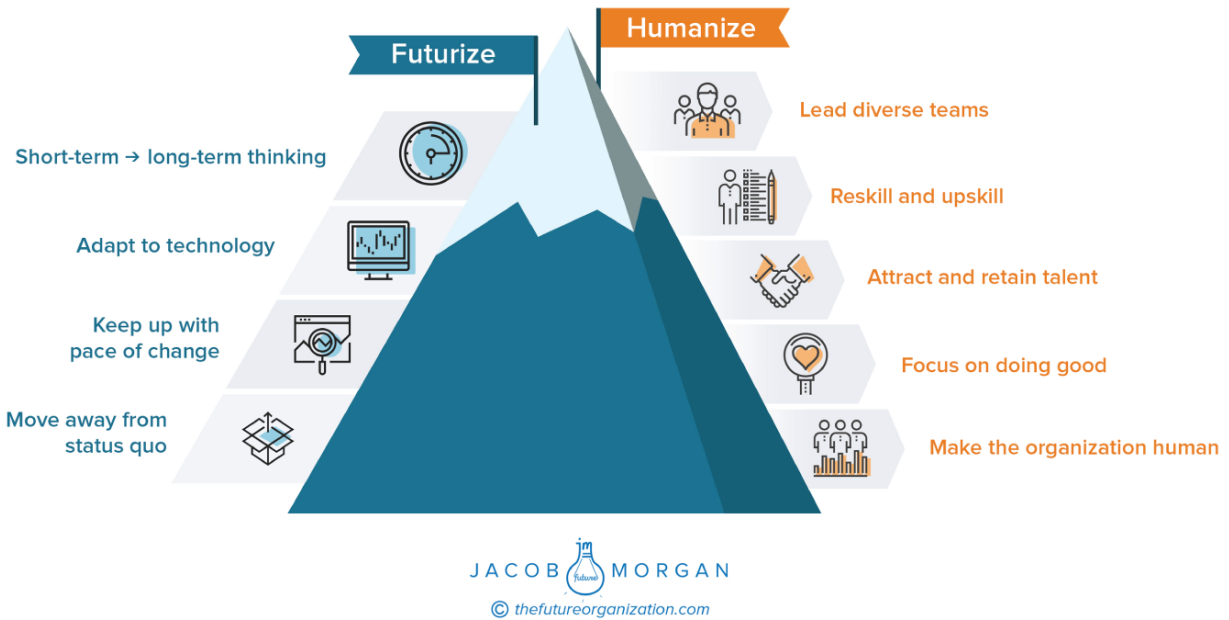 Futurize
Humanize
Short-term → long-term thinking
Adapt to technology
Keep up with
pace of change
Move away from
status quo
Lead diverse teams
Reskill and upskill
Attract and retain talent
Focus on doing good
Make the organization human
JACOB MORGAN
jm
future
© thefutureorganization.com